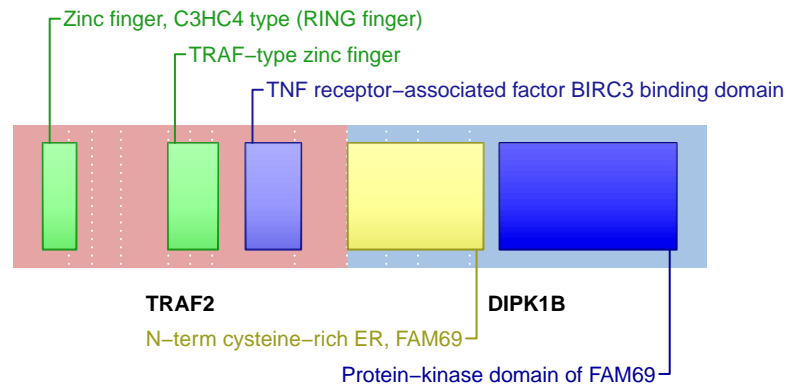 Zinc finger, C3HC4 type (RING finger)
TRAF−type zinc finger
TNF receptor−associated factor BIRC3 binding domain
TRAF2
DIPK1B
N−term cysteine−rich ER, FAM69
Protein−kinase domain of FAM69